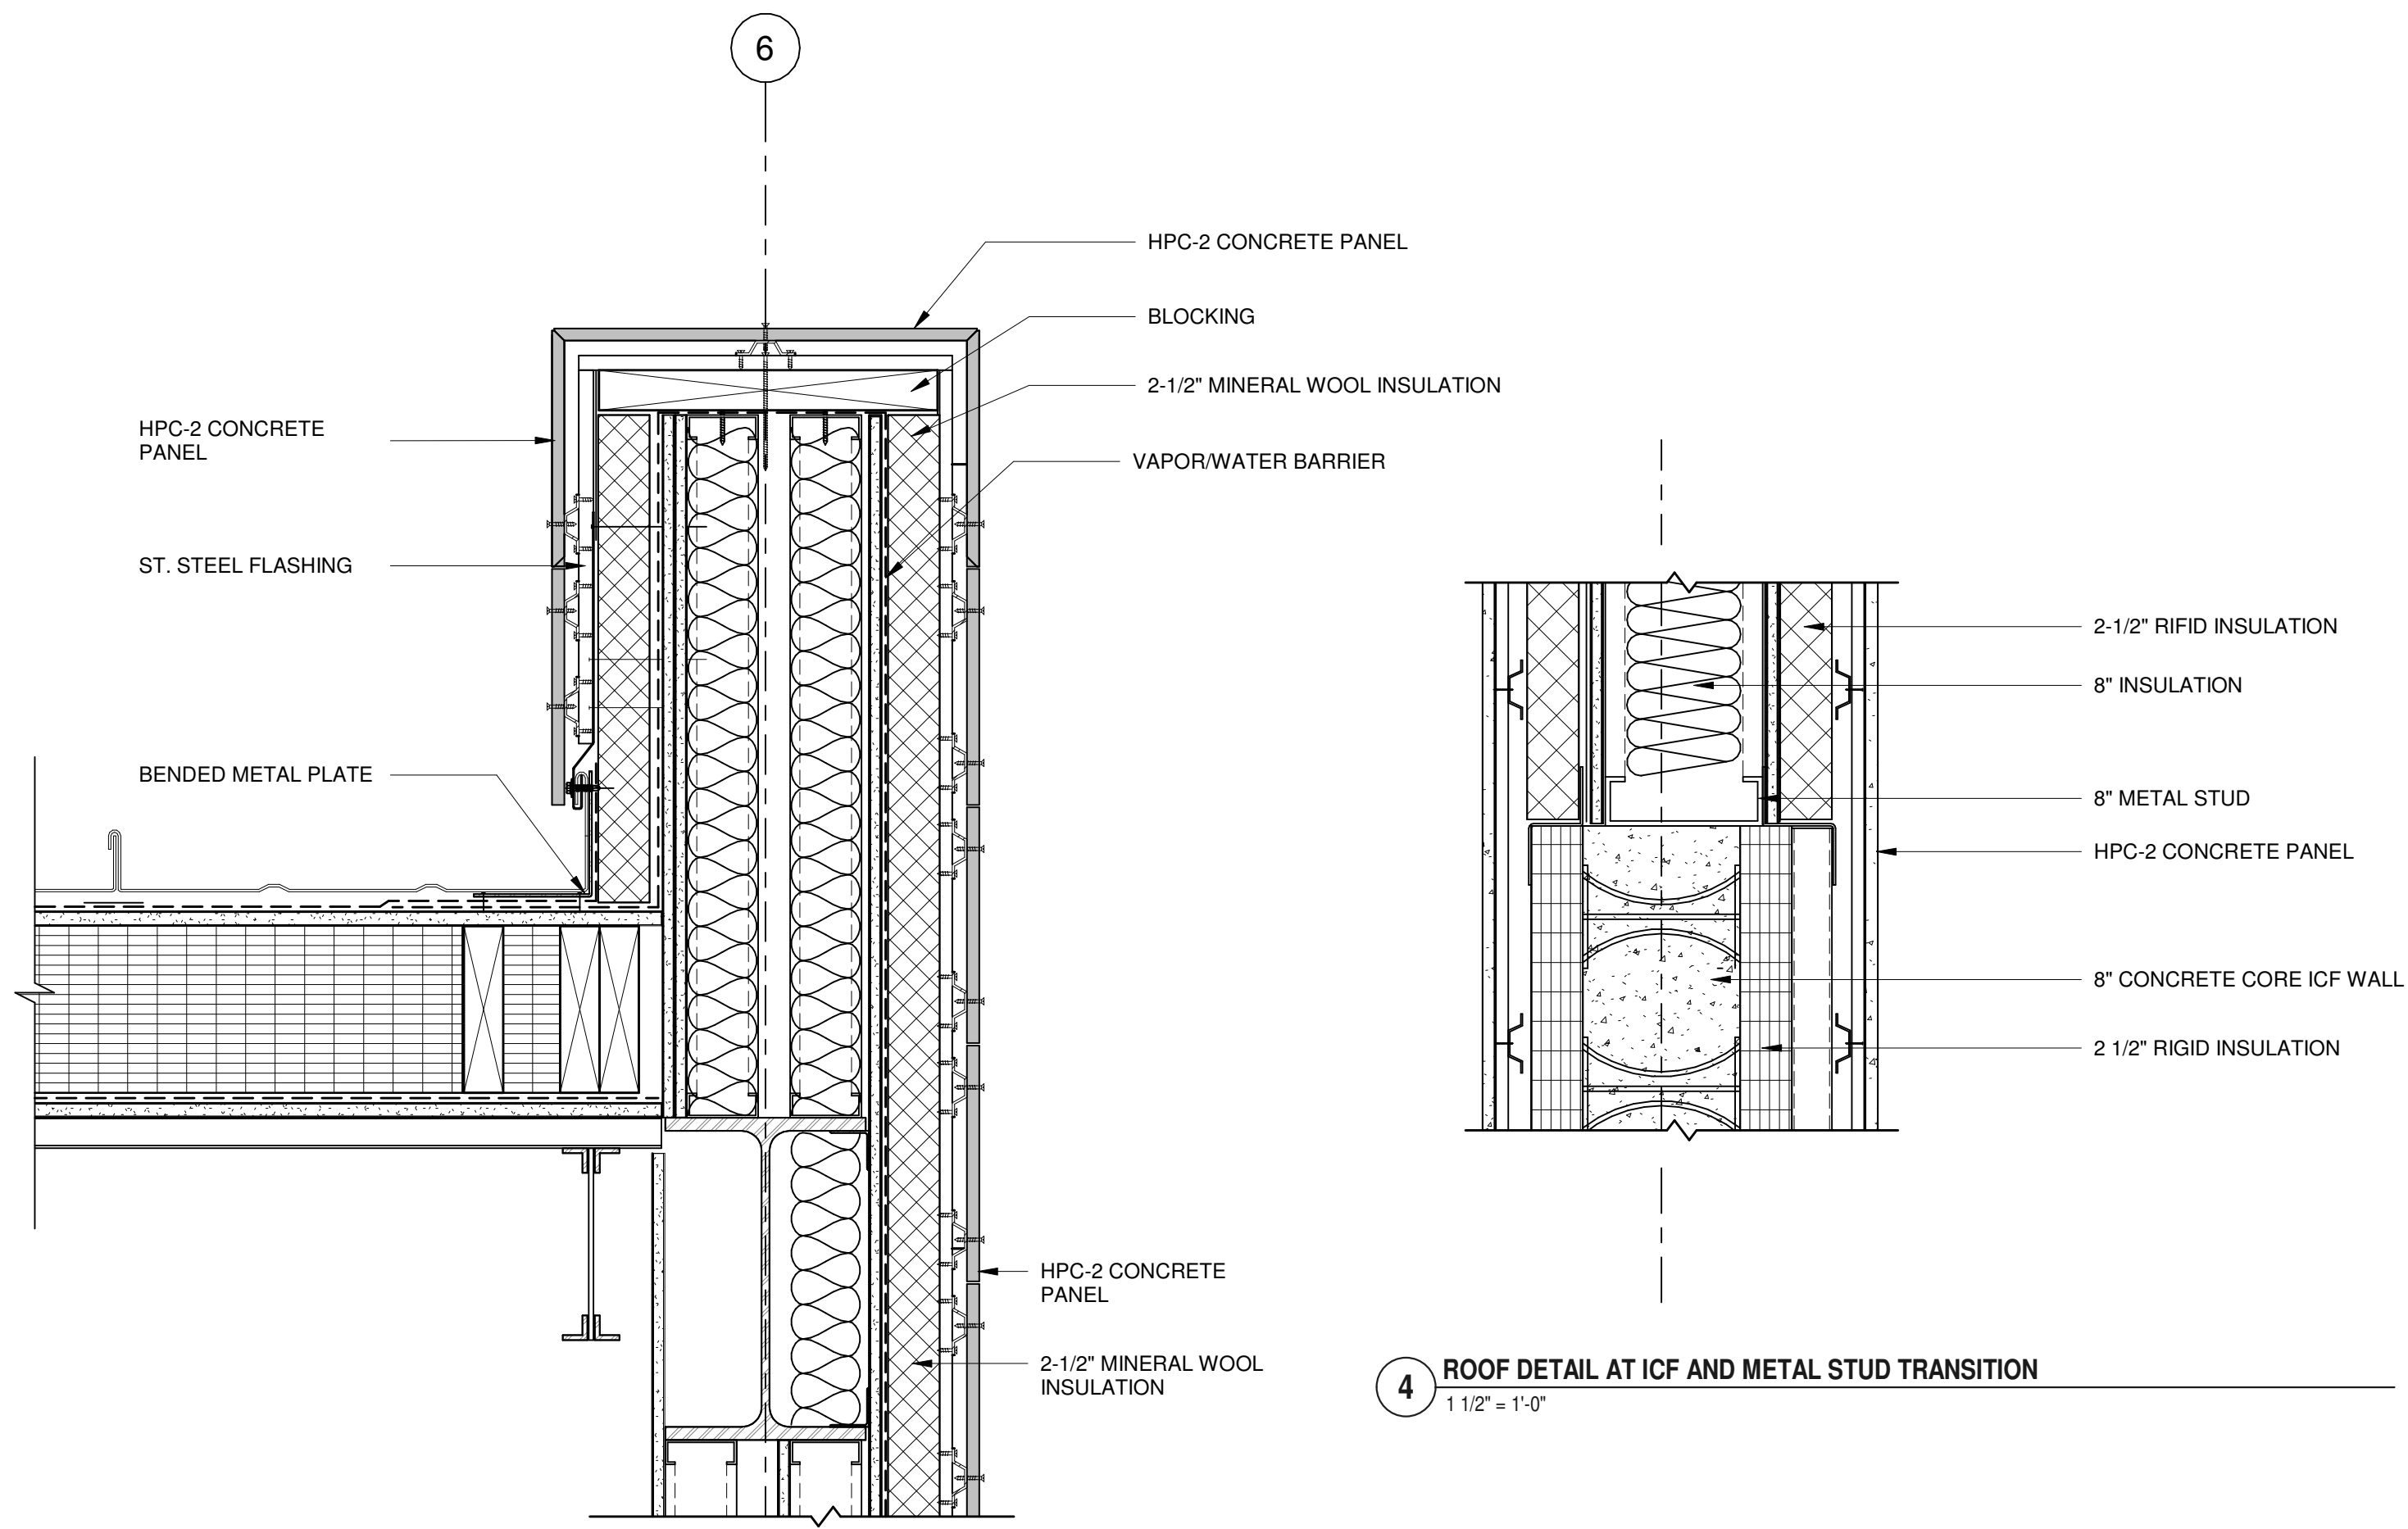 6
HPC-2 CONCRETE PANEL
BLOCKING
2-1/2" MINERAL WOOL INSULATION
VAPOR/WATER BARRIER
HPC-2 CONCRETE
PANEL
ST. STEEL FLASHING
BENDED METAL PLATE
HPC-2 CONCRETE
PANEL
2-1/2" MINERAL WOOL
INSULATION
2-1/2" RIFID INSULATION
8" INSULATION
8" METAL STUD
HPC-2 CONCRETE PANEL
8" CONCRETE CORE ICF WALL
2 1/2" RIGID INSULATION
4
ROOF DETAIL AT ICF AND METAL STUD TRANSITION
1 1/2" = 1'-0"